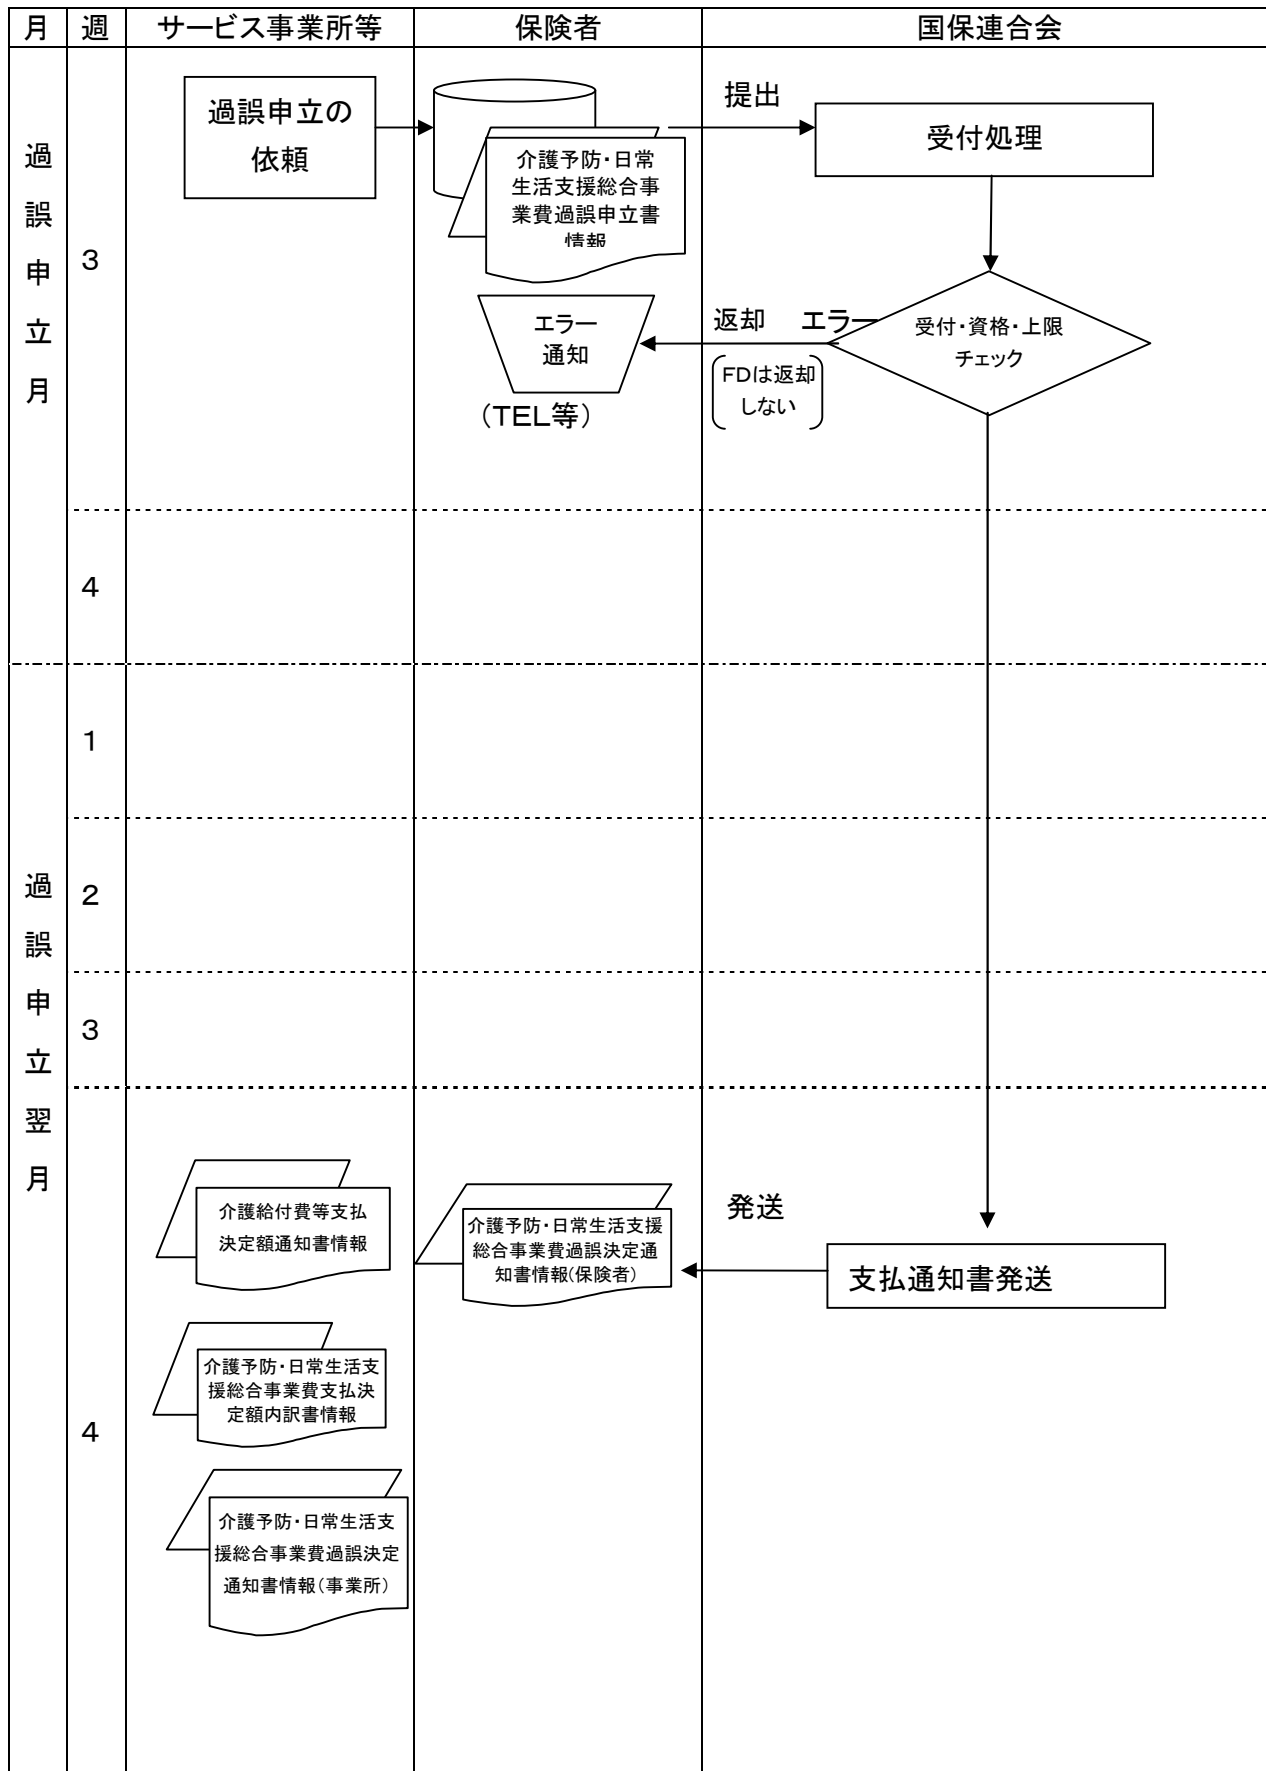 月 週 サービス事業所等 保険者 国保連合会
過誤申立月
3
過誤申立の
依頼
介護予防・日常
生活支援総合事
業費過誤申立書
情報
提出
受付処理
受付・資格・上限
チェック
エラー
返却
FDは返却
しない
エラー
通知
(TEL等)
4
過誤申立翌月
1
2
3
4
介護給付費等支払
決定額通知書情報
介護予防・日常生活支
援総合事業費支払決
定額内訳書情報
介護予防・日常生活支
援総合事業費過誤決定
通知書情報(事業所)
介護予防・日常生活支援
総合事業費過誤決定通
知書情報(保険者)
発送
支払通知書発送